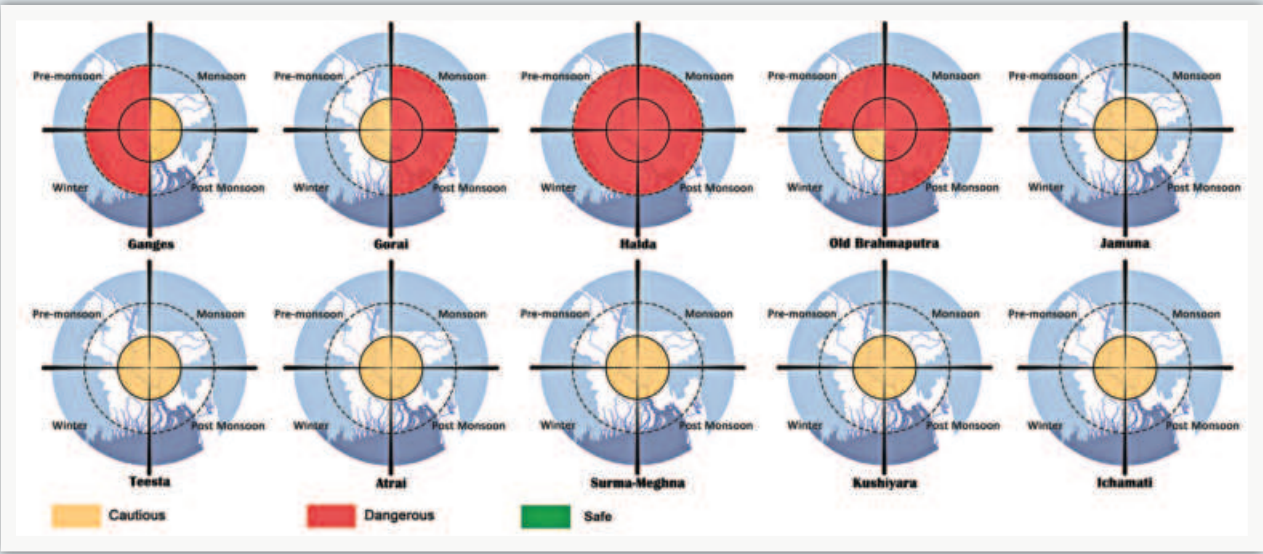 Pre-monsoon Monsoon Pre-monsoon Monsoon Pre-monsoon Monsoon Pre-monsoon Monsoon Pre-monsoon Monsoon
Winter Post Monsoon Winter Post Monsoon Winter Post Monsoon Winter Post Monsoon Winter Post Monsoon
Ganges Gorai Halda Old Brahmaputra Jamuna
Pre-monsoon Monsoon Pre-monsoon Monsoon Pre-monsoon Monsoon Pre-monsoon Monsoon Pre-monsoon Monsoon
Winter Post Monsoon Winter Post Monsoon Winter Post Monsoon Winter Post Monsoon Winter Post Monsoon
Teesta Atrai Surma-Meghna Kushiyara Ichamati
Cautious Dangerous Safe